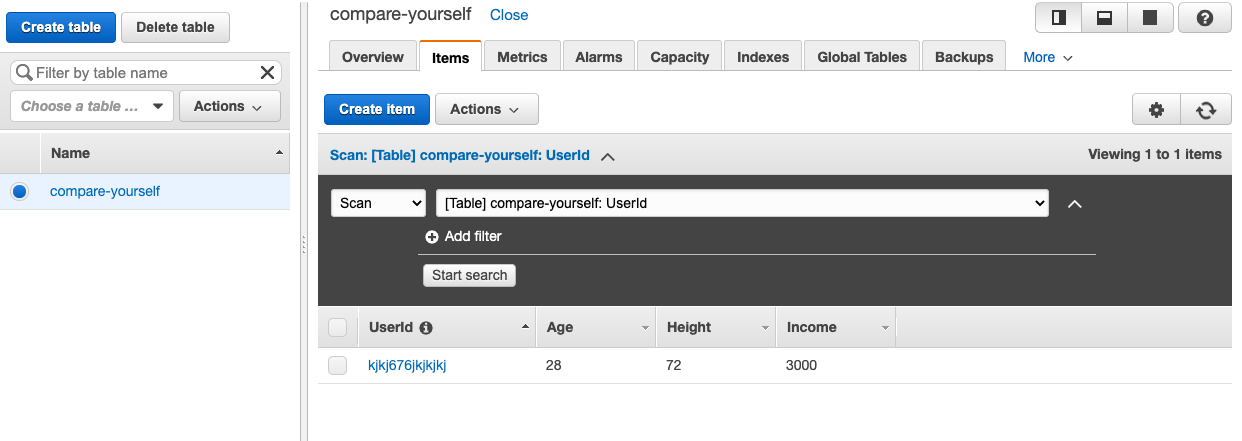 Create table Delete table
Filter by table name
Choose a table ... Actions
Name
compare-yourself
compare-yourself Close
Overview Items Metrics Alarms Capacity Indexes Global Tables Backups More
Create item Actions
Scan: [Table] compare-yourself: UserId Viewing 1 to 1 items
Scan [Table] compare-yourself: UserId
Add filter
Start search
UserId Age Height Income
kjkj676jkjkjkj 28 72 3000